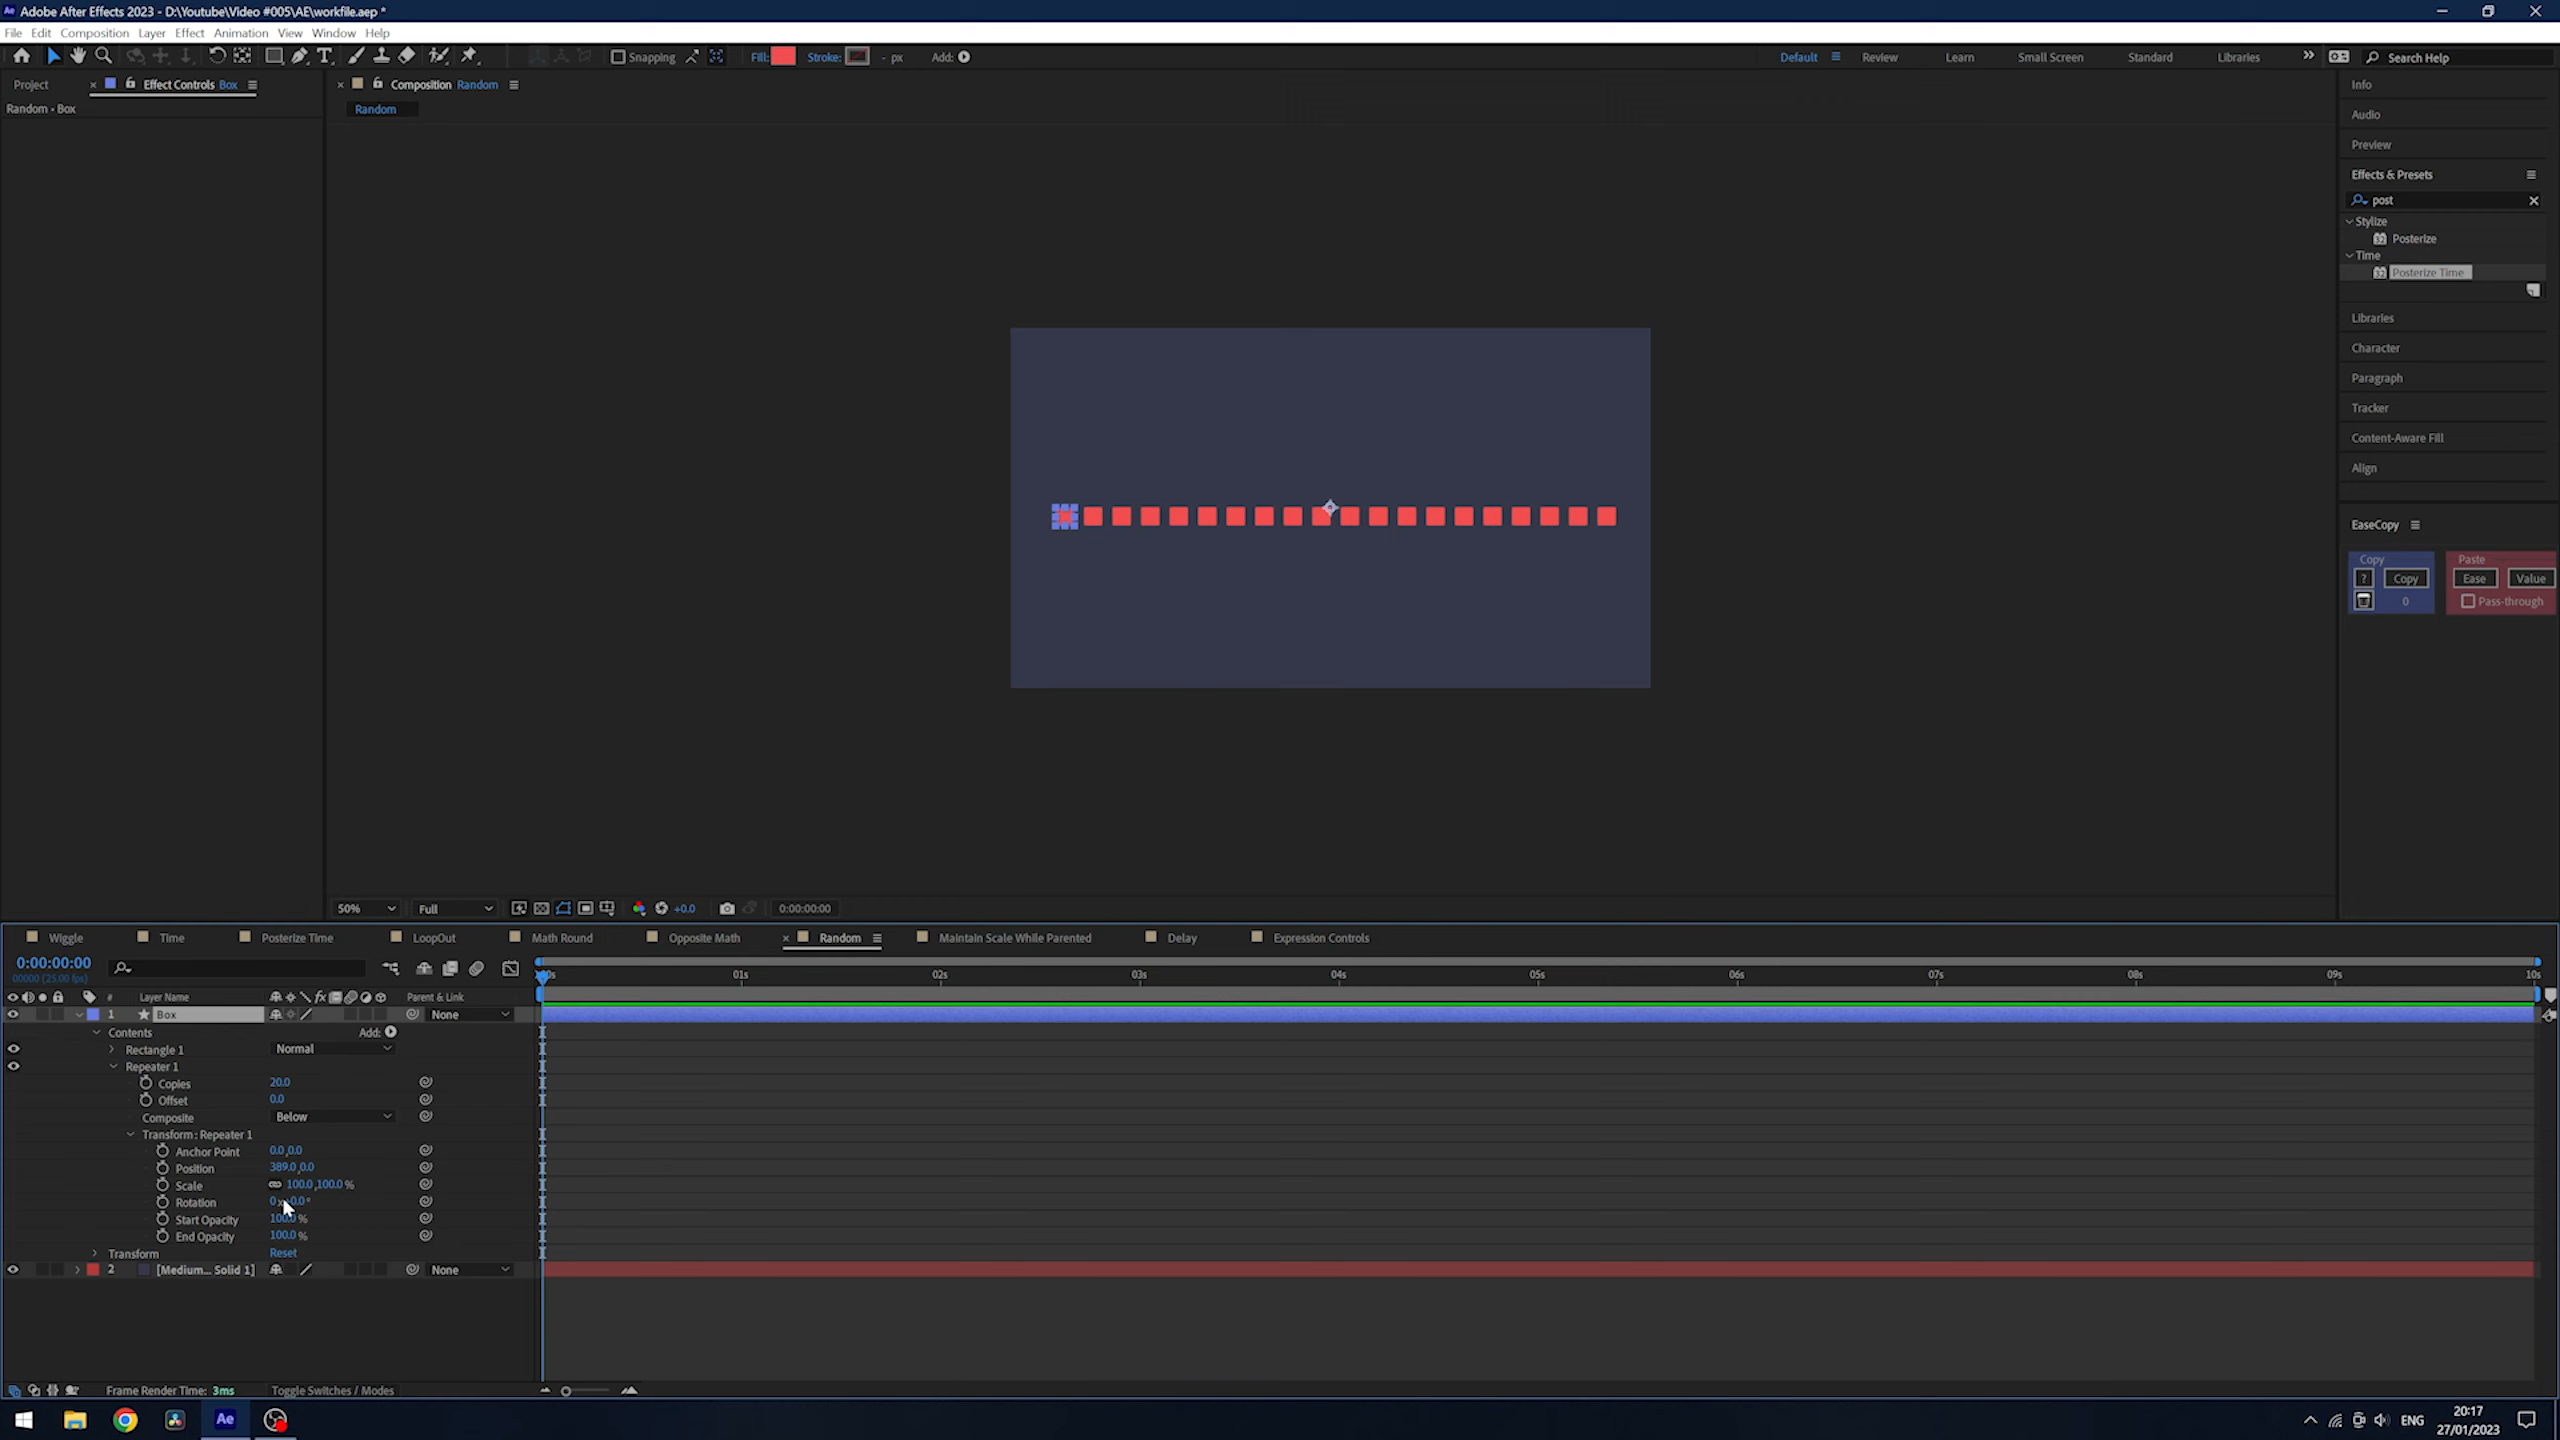 Adobe After Effects 2023 - D:\Youtube\Video #005\AE\workfile.aep *
File Edit Composition Layer Effect Animation View Window Help
Snapping Fill: Stroke: - px Add: Default Review Learn Small Screen Standard Libraries Search Help
Project Effect Controls Box Composition Random
Random • Box
Random
Info
Audio
Preview
Effects & Presets
post
Stylize
Posterize
Time
Posterize Time
Libraries
Character
Paragraph
Tracker
Content-Aware Fill
Align
EaseCopy
Copy Paste
? Copy Ease Value
0 Pass-through
50% Full +0.0 0:00:00:00
Wiggle Time Posterize Time LoopOut Math Round Opposite Math Random Maintain Scale While Parented Delay Expression Controls
0:00:00:00
00000 (25.00 fps)
01s 02s 03s 04s 05s 06s 07s 08s 09s 10s
# Layer Name fx Parent & Link
1 Box None
Contents Add:
Rectangle 1 Normal
Repeater 1
Copies 20.0
Offset 0.0
Composite Below
Transform: Repeater 1
Anchor Point 0.0,0.0
Position 389.0,0.0
Scale 100.0,100.0 %
Rotation
Start Opacity 100.0 %
End Opacity 100.0 %
Transform Reset
2 [Medium... Solid 1] None
Frame Render Time: 3ms Toggle Switches / Modes
Ae ENG 20:17
27/01/2023